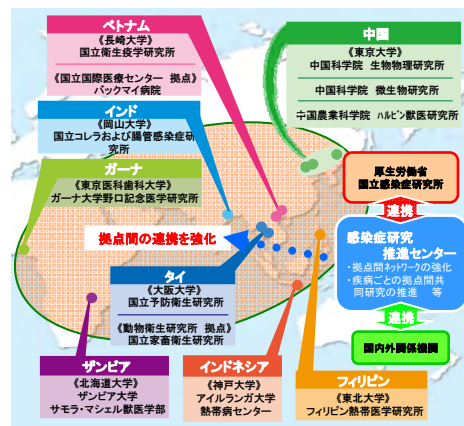 ベトナム
《長崎大学》
国立衛生疫学研究所
《国立国際医療センター 拠点》
バックマイ病院
中国
《東京大学》
中国科学院 生物物理研究所
中国科学院 微生物研究所
中国農業科学院 ハルビン獣医研究所
インド
《岡山大学》
国立コレラおよび腸管感染症研
究所
ガーナ
《東京医科歯科大学》
ガーナ大学野口記念医学研究所
厚生労働省
国立感染症研究所
連携
拠点間の連携を強化
感染症研究
推進センター
・拠点間ネットワークの強化
・疾病ごとの拠点間共
同研究の推進 等
連携
国内外関係機関
タイ
《大阪大学》
国立予防衛生研究所
《動物衛生研究所 拠点》
国立家畜衛生研究所
ザンビア
《北海道大学》
ザンビア大学
サモラ・マシェル獣医学部
インドネシア
《神戸大学》
アイルランガ大学
熱帯病センター
フィリピン
《東北大学》
フィリピン熱帯医学研究所